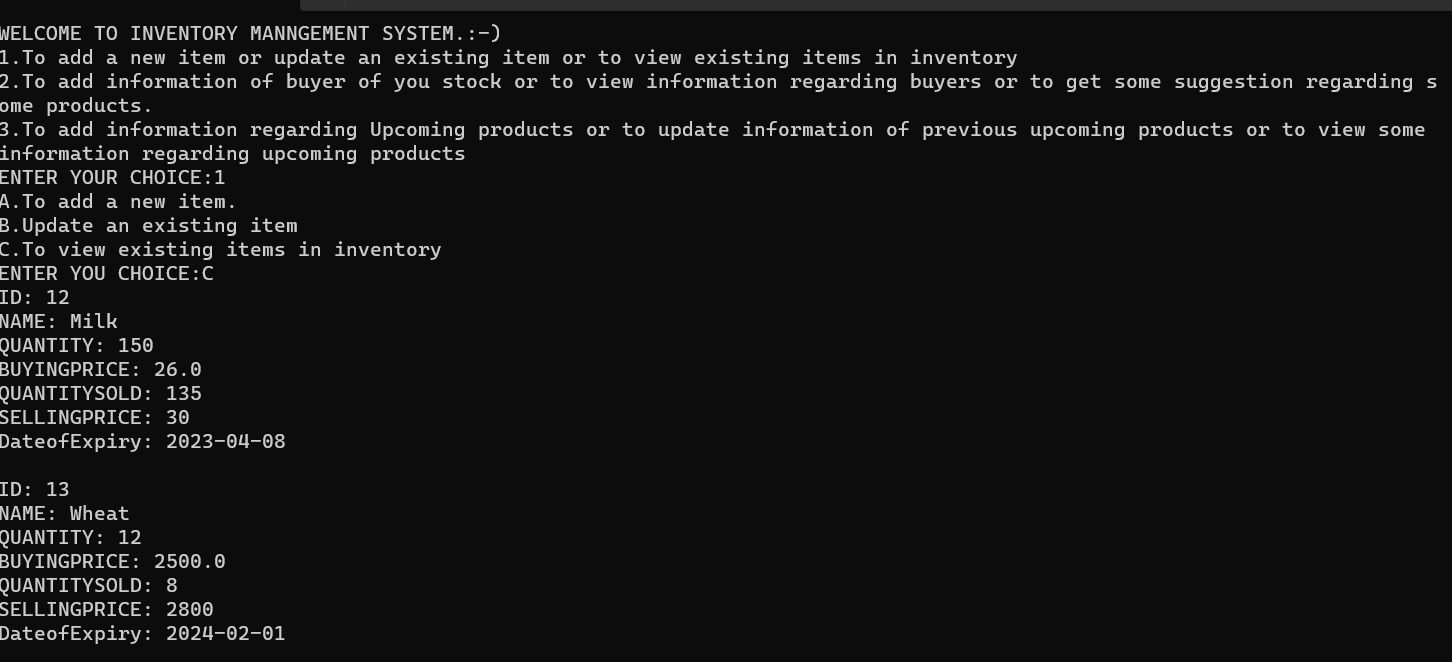 WELCOME TO INVENTORY MANNGEMENT SYSTEM.:-)
1.To add a new item or update an existing item or to view existing items in inventory
2.To add information of buyer of you stock or to view information regarding buyers or to get some suggestion regarding s
ome products.
3.To add information regarding Upcoming products or to update information of previous upcoming products or to view some
information regarding upcoming products
ENTER YOUR CHOICE:1
A.To add a new item.
B.Update an existing item
C.To view existing items in inventory
ENTER YOU CHOICE:C
ID: 12
NAME: Milk
QUANTITY: 150
BUYINGPRICE: 26.0
QUANTITYSOLD: 135
SELLINGPRICE: 30
DateofExpiry: 2023-04-08
ID: 13
NAME: Wheat
QUANTITY: 12
BUYINGPRICE: 2500.0
QUANTITYSOLD: 8
SELLINGPRICE: 2800
DateofExpiry: 2024-02-01